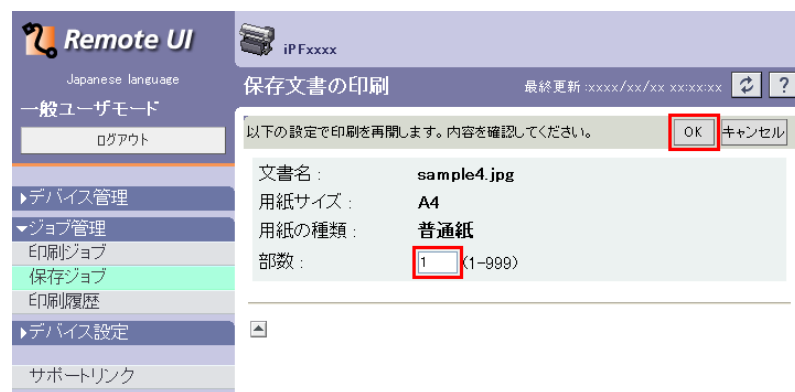 Remote UI
Japanese language
一般ユーザモード
ログアウト
▶デバイス管理
▼ジョブ管理
印刷ジョブ
保存ジョブ
印刷履歴
▶デバイス設定
サポートリンク
iPFxxxx
保存文書の印刷
最終更新:xxxx/xx/xx xx:xx:xx ?
以下の設定で印刷を再開します。内容を確認してください。 OK キャンセル
文書名: sample4.jpg
用紙サイズ: A4
用紙の種類: 普通紙
部数: 1 (1-999)